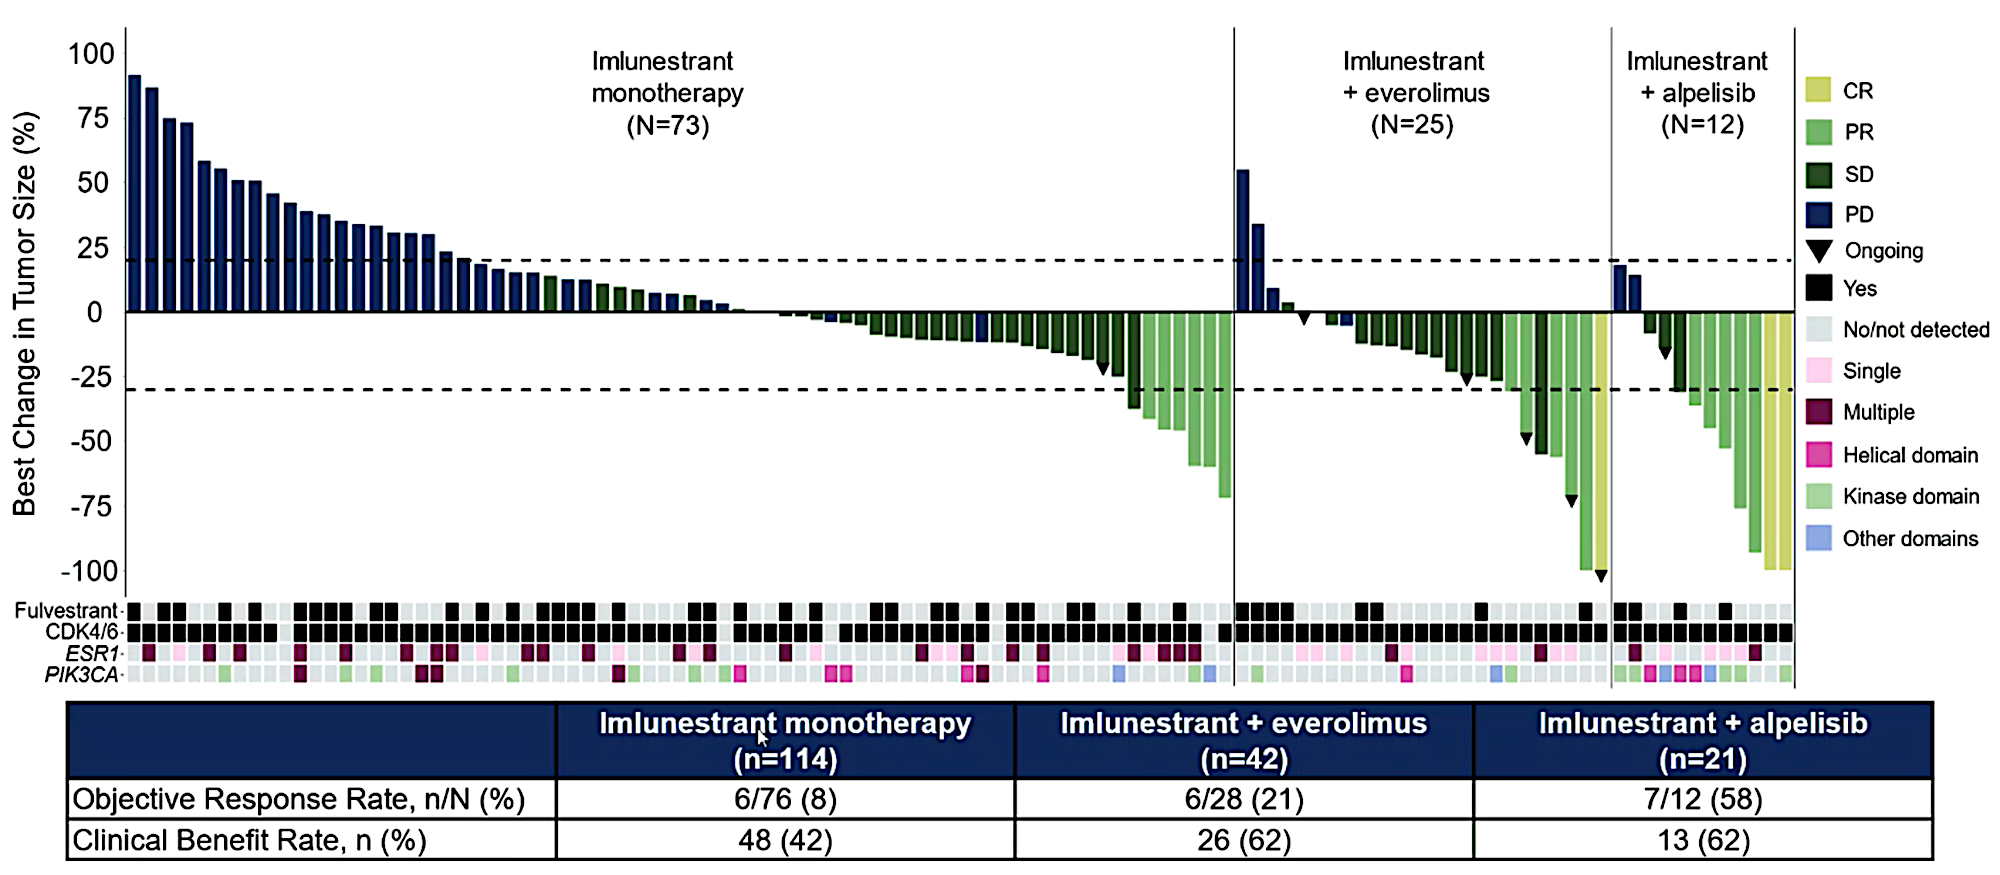 Best Change in Tumor Size (%)
100
75
50
25
0
-25
-50
-75
-100
Imlunestrant
monotherapy
(N=73)
Imlunestrant
+ everolimus
(N=25)
Imlunestrant
+ alpelisib
(N=12)
CR
PR
SD
PD
Ongoing
Yes
No/not detected
Single
Multiple
Helical domain
Kinase domain
Other domains
Fulvestrant
CDK4/6
ESR1
PIK3CA
Imlunestrant monotherapy
(n=114)
Imlunestrant + everolimus
(n=42)
Imlunestrant + alpelisib
(n=21)
Objective Response Rate, n/N (%)
6/76 (8)
6/28 (21)
7/12 (58)
Clinical Benefit Rate, n (%)
48 (42)
26 (62)
13 (62)